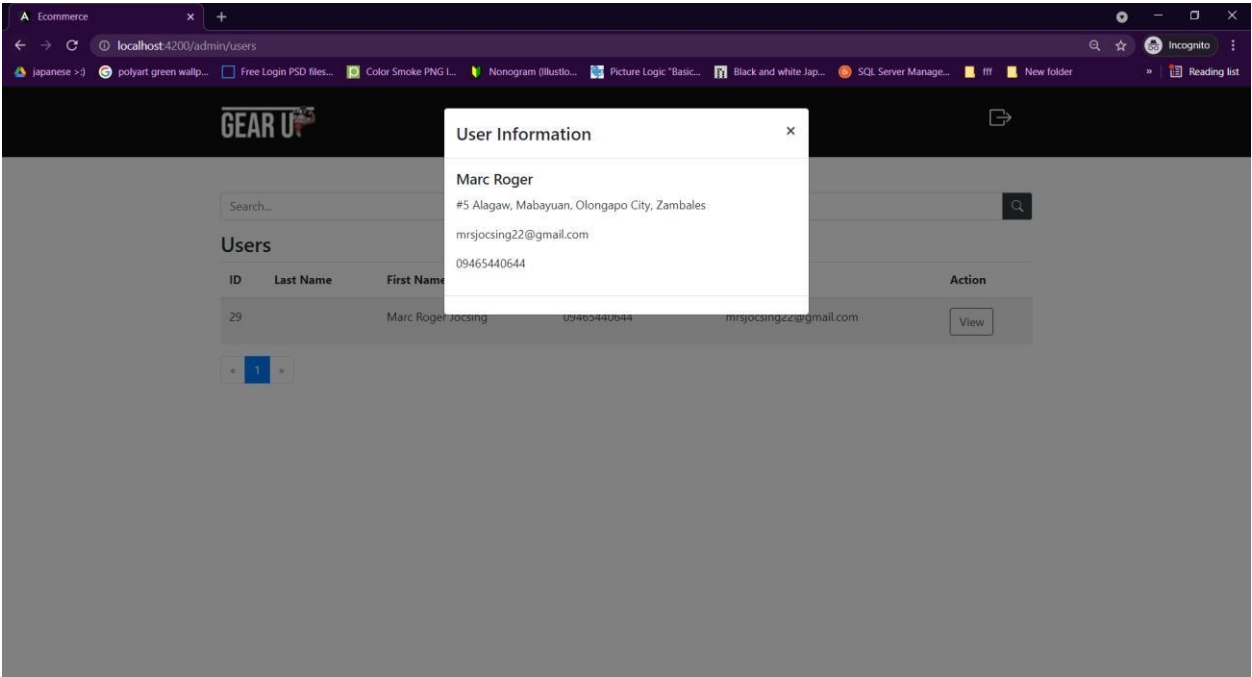 Ecommerce
localhost:4200/admin/users
Incognito
japanese >:) polyart green wallp... Free Login PSD files... Color Smoke PNG I... Nonogram (Illustlo... Picture Logic "Basic... Black and white Jap... SQL Server Manage... fff New folder » Reading list
GEAR UP
User Information ×
Marc Roger
#5 Alagaw, Mabayuan, Olongapo City, Zambales
mrsjocsing22@gmail.com
09465440644
Search...
Users
ID Last Name First Name Action
29 Marc Roger Jocsing 09465440644 mrsjocsing22@gmail.com View
« 1 »